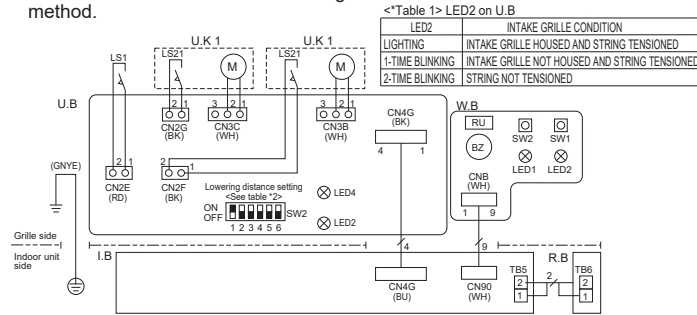 method.
<*Table 1> LED2 on U.B
LED2 INTAKE GRILLE CONDITION
LIGHTING INTAKE GRILLE HOUSED AND STRING TENSIONED
1-TIME BLINKING INTAKE GRILLE NOT HOUSED AND STRING TENSIONED
2-TIME BLINKING STRING NOT TENSIONED
U.K 1 U.K 1
LS1 LS21 M LS21 M
U.B
W.B
2 1 3 2 1 3 2 1
CN2G (BK)
CN3C (WH)
CN3B (WH)
CN4G (BK)
4 1
RU
BZ
SW2 SW1
LED1 LED2
CNB (WH)
1 9
(GNYE)
2 1
CN2E (RD)
2 1
CN2F (BK)
Lowering distance setting
<See table *2>
ON
OFF
SW2
1 2 3 4 5 6
LED4
LED2
Grille side
Indoor unit side
4
9
I.B
R.B
CN4G (BU)
CN90 (WH)
TB5
2
1
2
TB6
2
1